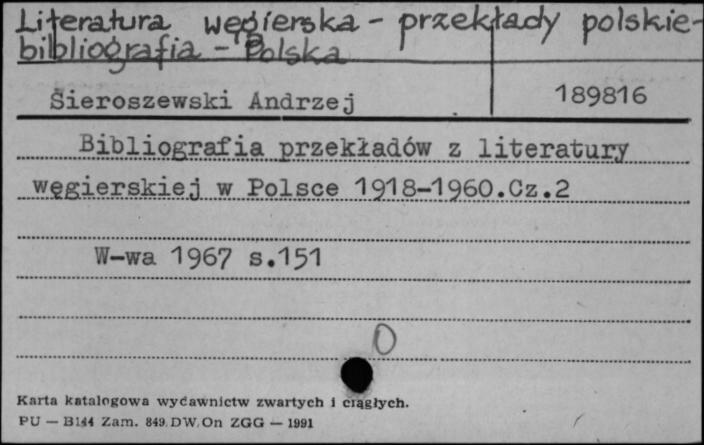 Literatura węgierska - przekłady polskie-
bibliografia - Polska
Sieroszewski Andrzej 189816
Bibliografia przekładów z literatury
węgierskiej w Polsce 1918-1960.Cz.2
W-wa 1967 s.151
O
Karta katalogowa wydawnictw zwartych i ciągłych.
PU — B144 Zam. 849. DW. On ZGG — 1991